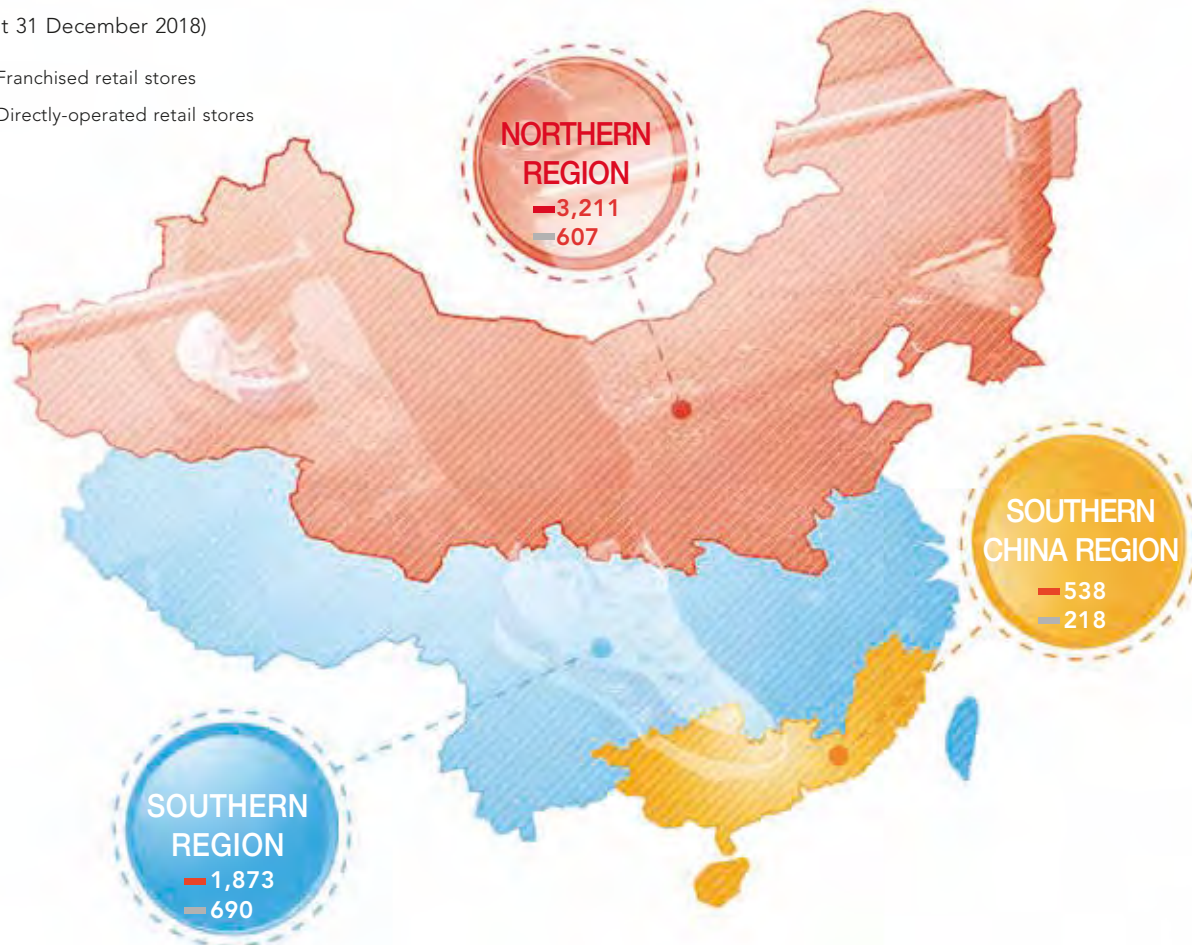 t 31 December 2018)
Franchised retail stores
Directly-operated retail stores
NORTHERN
REGION
3,211
607
SOUTHERN
CHINA REGION
538
218
SOUTHERN
REGION
1,873
690